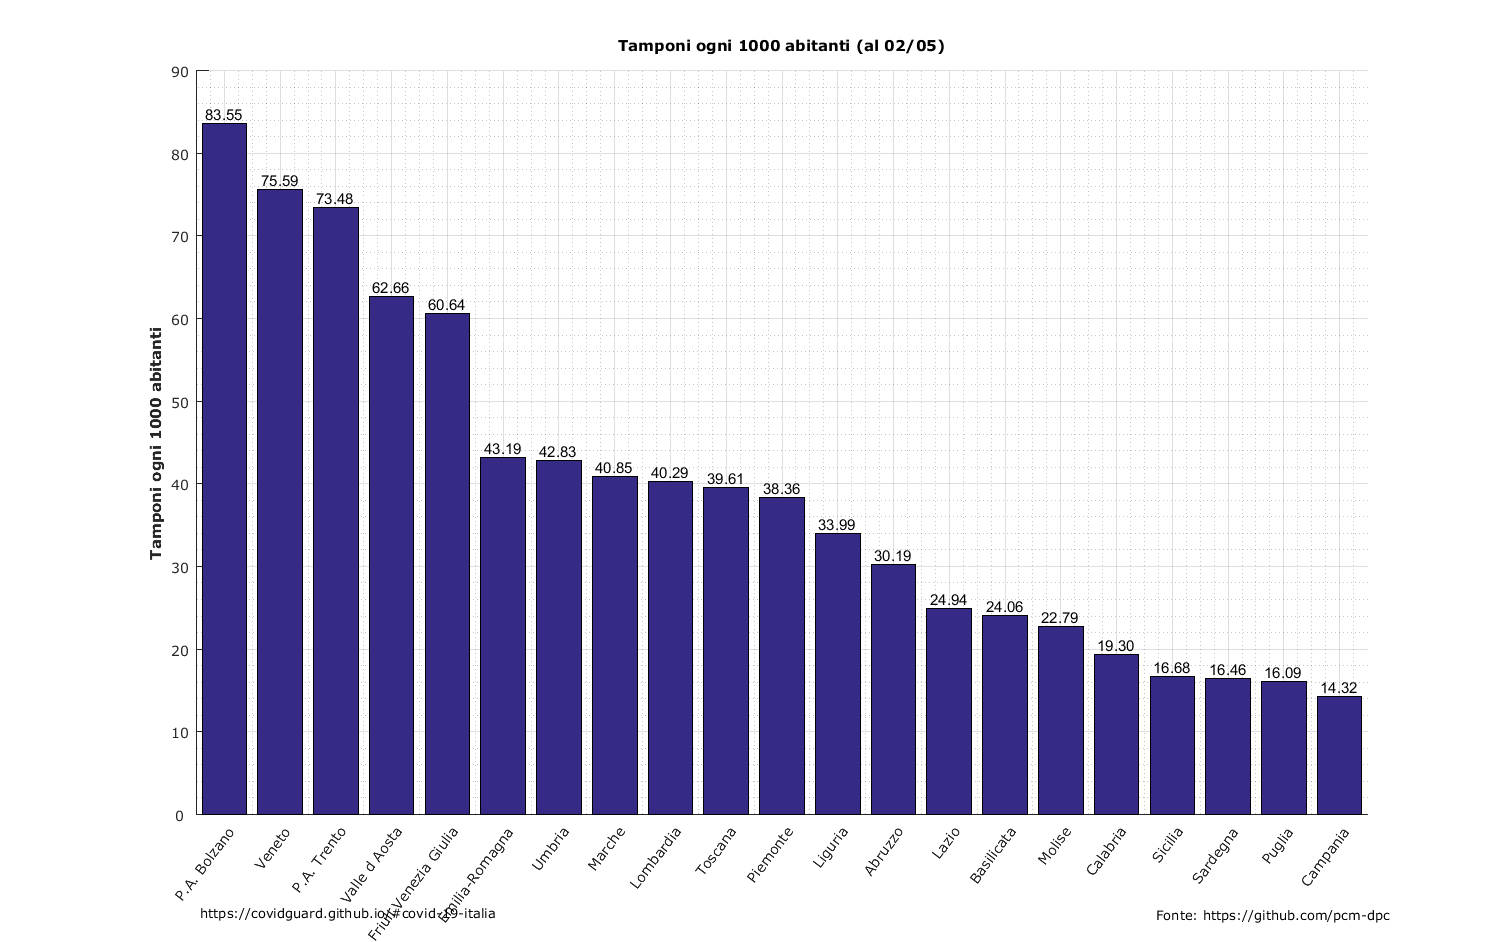 Tamponi ogni 1000 abitanti (al 02/05)
Tamponi ogni 1000 abitanti
90
80
70
60
50
40
30
20
10
0
83.55
75.59
73.48
62.66
60.64
43.19
42.83
40.85
40.29
39.61
38.36
33.99
30.19
24.94
24.06
22.79
19.30
16.68
16.46
16.09
14.32
P.A. Bolzano
Veneto
P.A. Trento
Valle d Aosta
Friuli Venezia Giulia
Emilia-Romagna
Umbria
Marche
Lombardia
Toscana
Piemonte
Liguria
Abruzzo
Lazio
Basilicata
Molise
Calabria
Sicilia
Sardegna
Puglia
Campania
https://covidguard.github.io/#covid-19-italia
Fonte: https://github.com/pcm-dpc